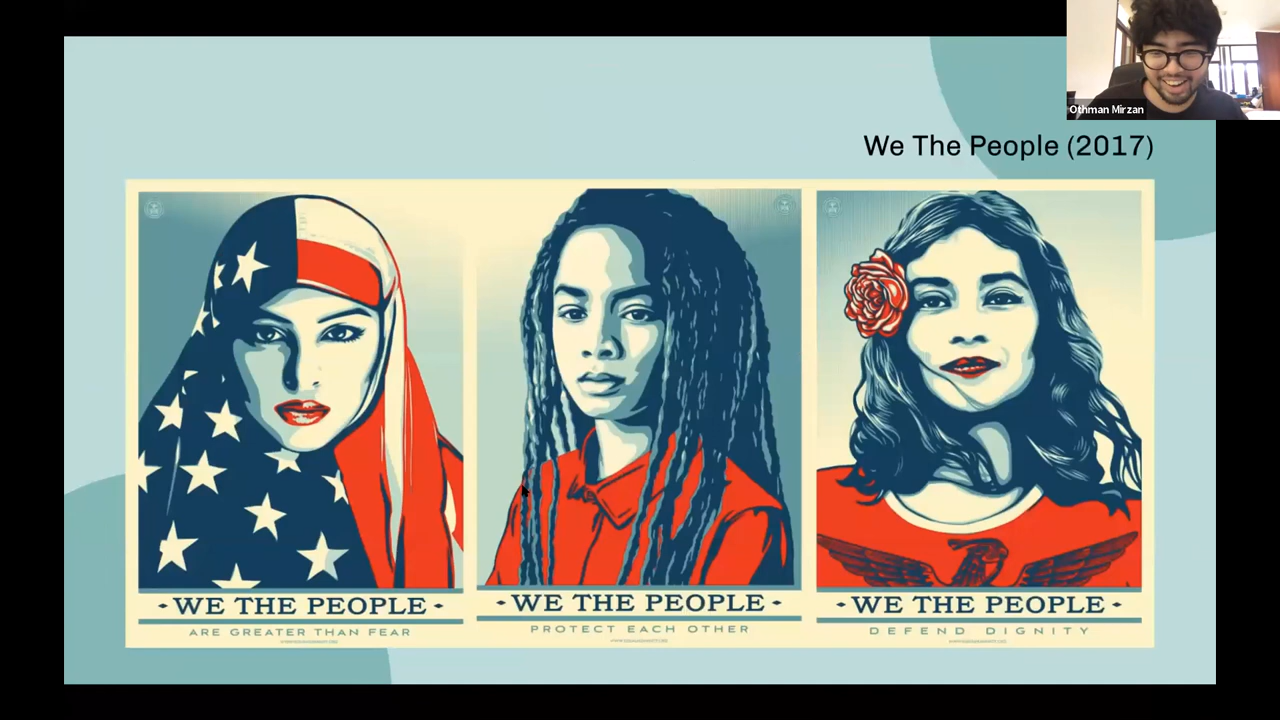 Othman Mirzan
We The People (2017)
WE THE PEOPLE
ARE GREATER THAN FEAR
WE THE PEOPLE
PROTECT EACH OTHER
WE THE PEOPLE
DEFEND DIGNITY